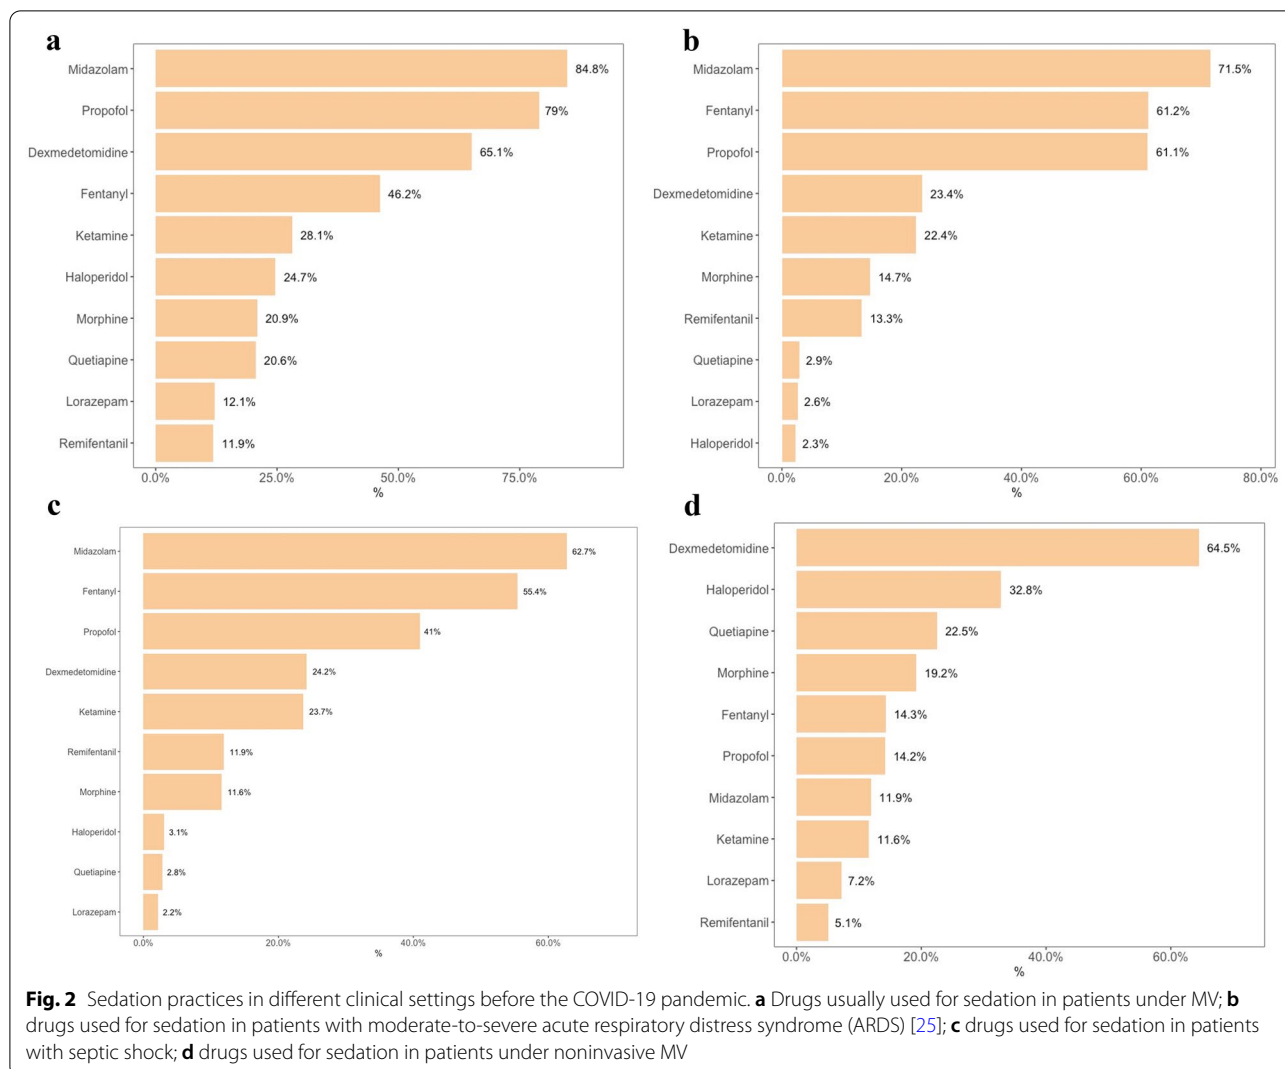 a
Midazolam 84.8%
Propofol 79%
Dexmedetomidine 65.1%
Fentanyl 46.2%
Ketamine 28.1%
Haloperidol 24.7%
Morphine 20.9%
Quetiapine 20.6%
Lorazepam 12.1%
Remifentanil 11.9%
0.0% 25.0% 50.0% 75.0%
%
b
Midazolam 71.5%
Fentanyl 61.2%
Propofol 61.1%
Dexmedetomidine 23.4%
Ketamine 22.4%
Morphine 14.7%
Remifentanil 13.3%
Quetiapine 2.9%
Lorazepam 2.6%
Haloperidol 2.3%
0.0% 20.0% 40.0% 60.0% 80.0%
%
c
Midazolam 62.7%
Fentanyl 55.4%
Propofol 41%
Dexmedetomidine 24.2%
Ketamine 23.7%
Remifentanil 11.9%
Morphine 11.6%
Haloperidol 3.1%
Quetiapine 2.8%
Lorazepam 2.2%
0.0% 20.0% 40.0% 60.0%
%
d
Dexmedetomidine 64.5%
Haloperidol 32.8%
Quetiapine 22.5%
Morphine 19.2%
Fentanyl 14.3%
Propofol 14.2%
Midazolam 11.9%
Ketamine 11.6%
Lorazepam 7.2%
Remifentanil 5.1%
0.0% 20.0% 40.0% 60.0%
%
Fig. 2 Sedation practices in different clinical settings before the COVID-19 pandemic. a Drugs usually used for sedation in patients under MV; b
drugs used for sedation in patients with moderate-to-severe acute respiratory distress syndrome (ARDS) [25]; c drugs used for sedation in patients
with septic shock; d drugs used for sedation in patients under noninvasive MV